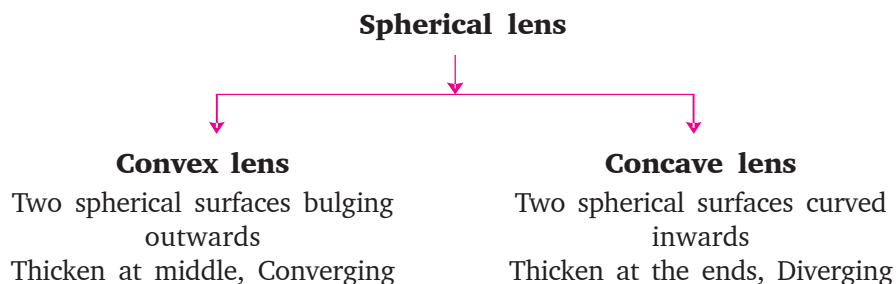 Spherical lens
Convex lens
Two spherical surfaces bulging
outwards
Thicken at middle, Converging
Concave lens
Two spherical surfaces curved
inwards
Thicken at the ends, Diverging